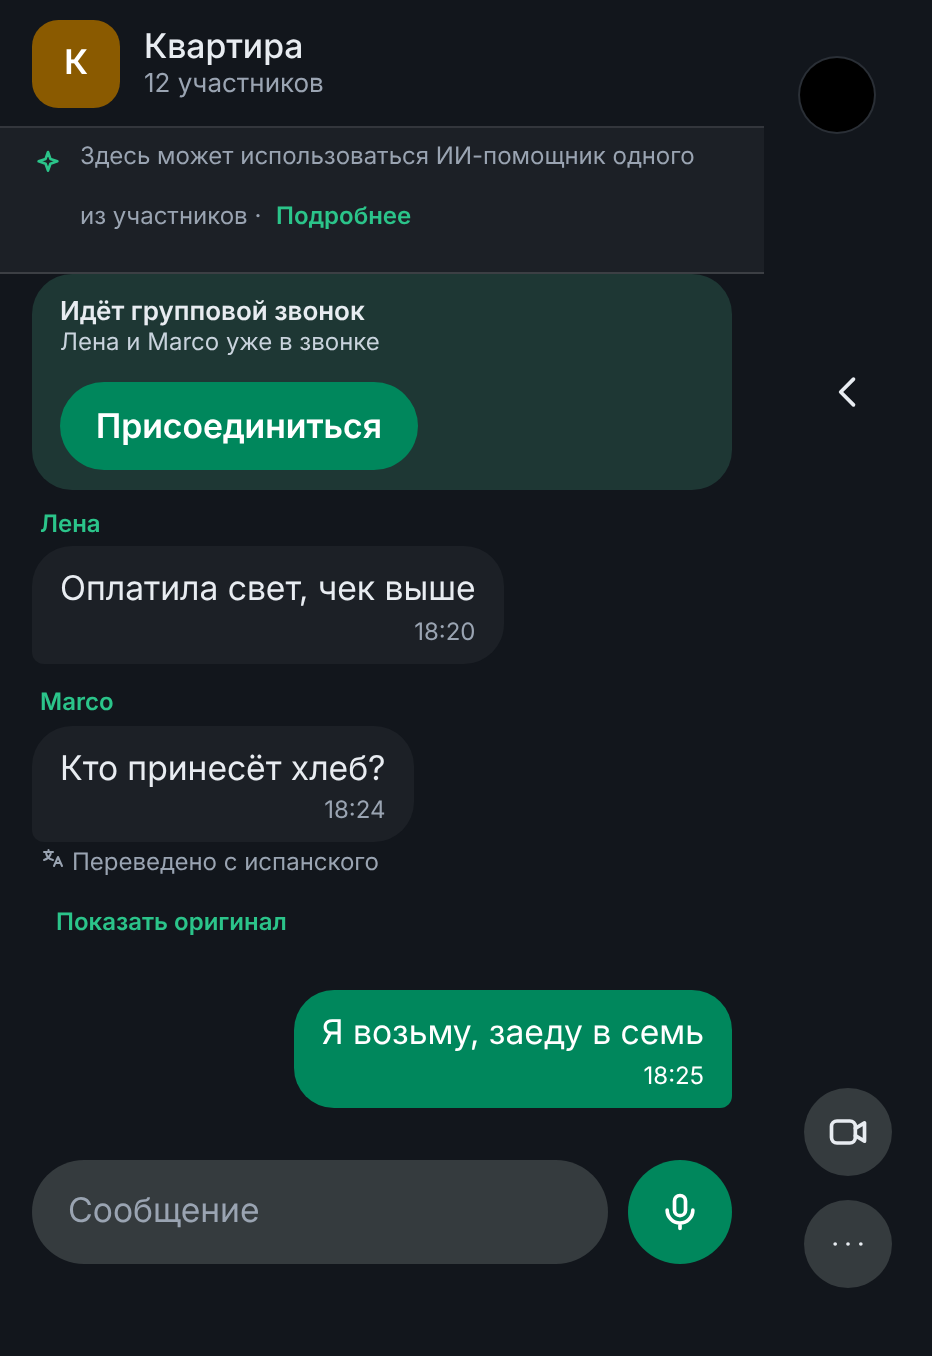 К
Квартира
12 участников
Здесь может использоваться ИИ-помощник одного
из участников · Подробнее
Идёт групповой звонок
Лена и Marco уже в звонке
Присоединиться
Лена
Оплатила свет, чек выше
18:20
Marco
Кто принесёт хлеб?
18:24
Переведено с испанского
Показать оригинал
Я возьму, заеду в семь
18:25
Сообщение